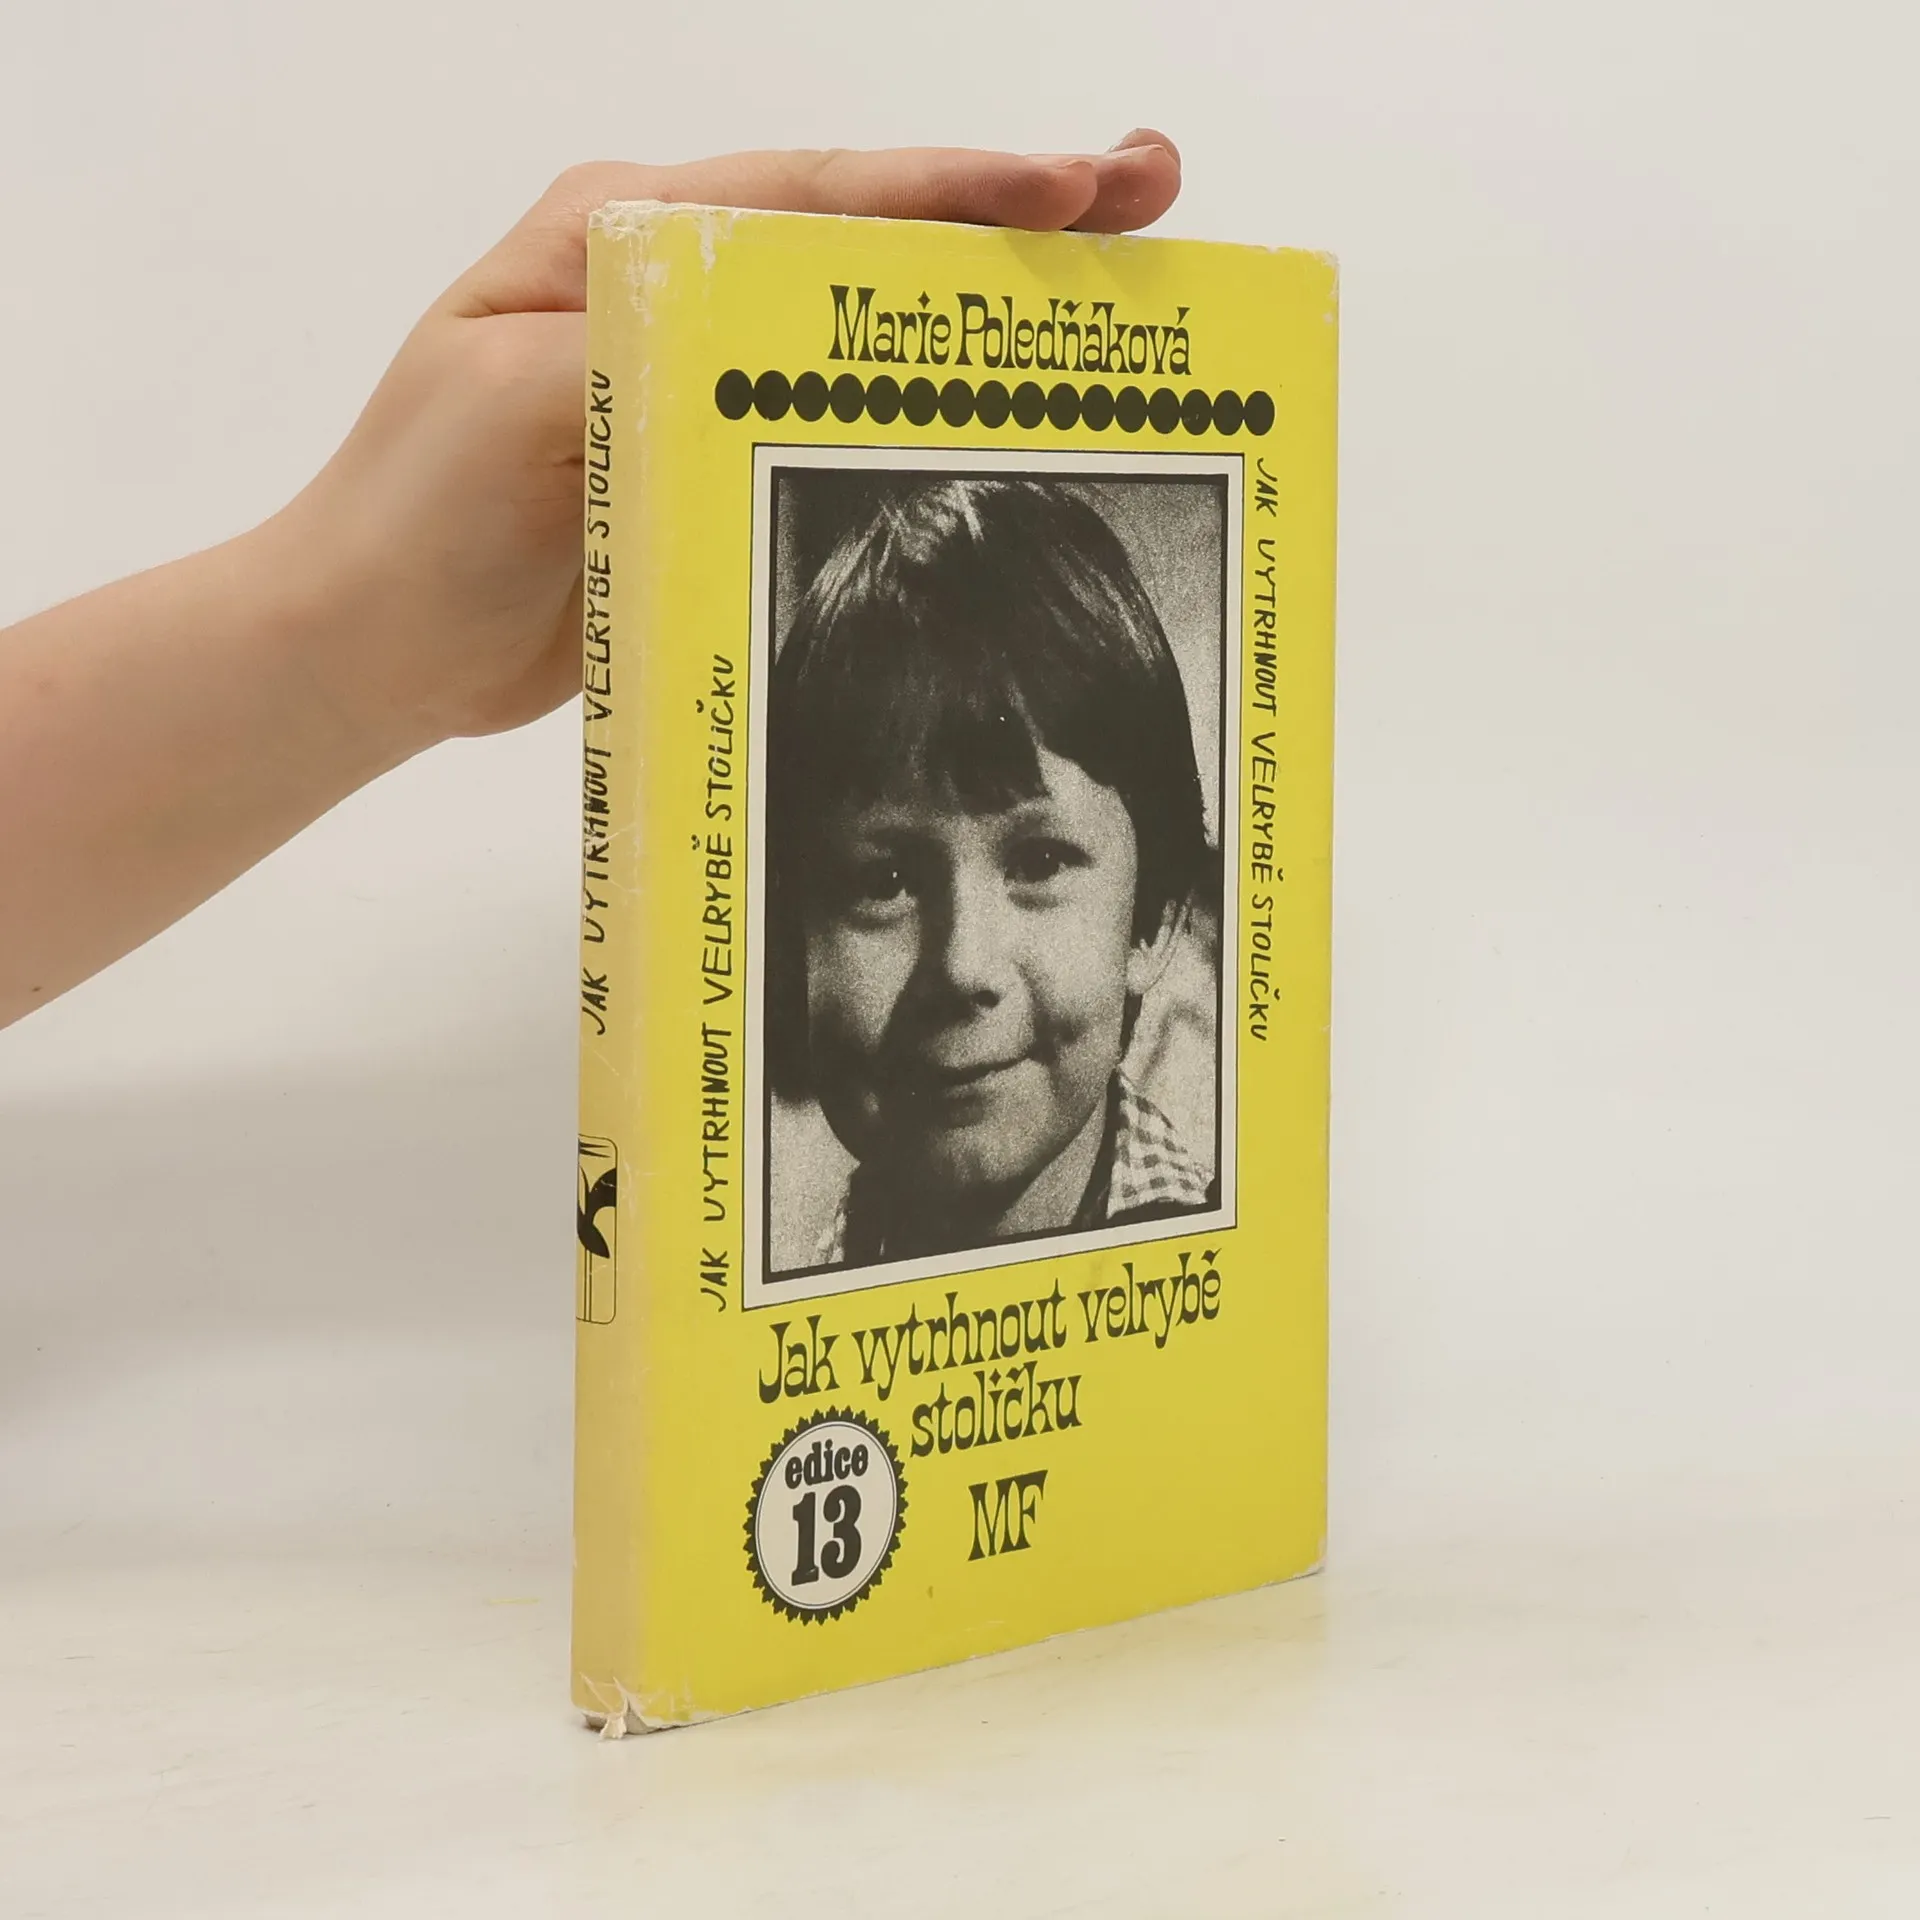 Marie Poledňáková
JAK VYTRHNOUT VELRYBĚ STOLIČKU
JAK VYTRHNOUT VELRYBĚ STOLIČKU
JAK VYTRHNOUT VELRYBĚ STOLIČKU
Jak vytrhnout velrybě
stoličku
edice
13
MF